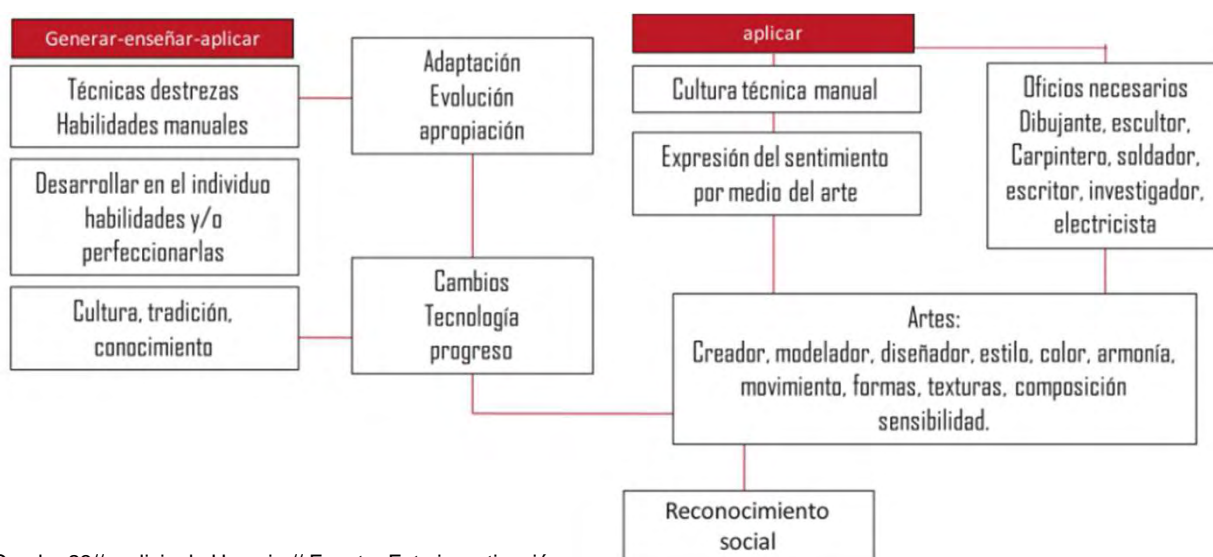 Generar-enseñar-aplicar
Técnicas destrezas
Habilidades manuales
Desarrollar en el individuo
habilidades y/o
perfeccionarlas
Cultura, tradición,
conocimiento
Adaptación
Evolución
apropiación
Cambios
Tecnología
progreso
aplicar
Cultura técnica manual
Expresión del sentimiento
por medio del arte
Oficios necesarios
Dibujante, escultor,
Carpintero, soldador,
escritor, investigador,
electricista
Artes:
Creador, modelador, diseñador, estilo, color, armonía,
movimiento, formas, texturas, composición
sensibilidad.
Reconocimiento
social